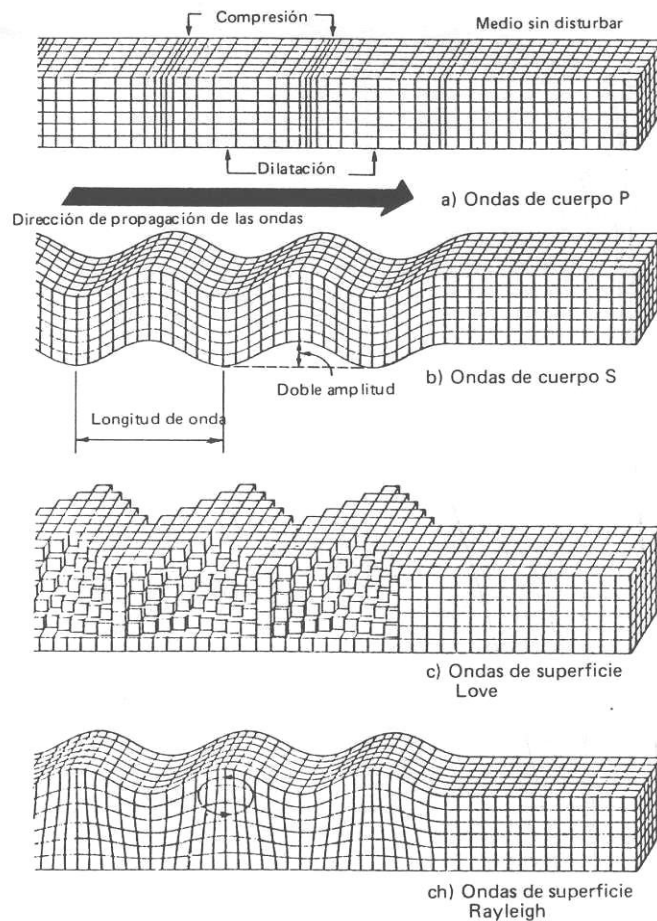 Compresión
Medio sin disturbar
Dilatación
a) Ondas de cuerpo P
Dirección de propagación de las ondas
Doble amplitud
b) Ondas de cuerpo S
Longitud de onda
c) Ondas de superficie
Love
ch) Ondas de superficie
Rayleigh